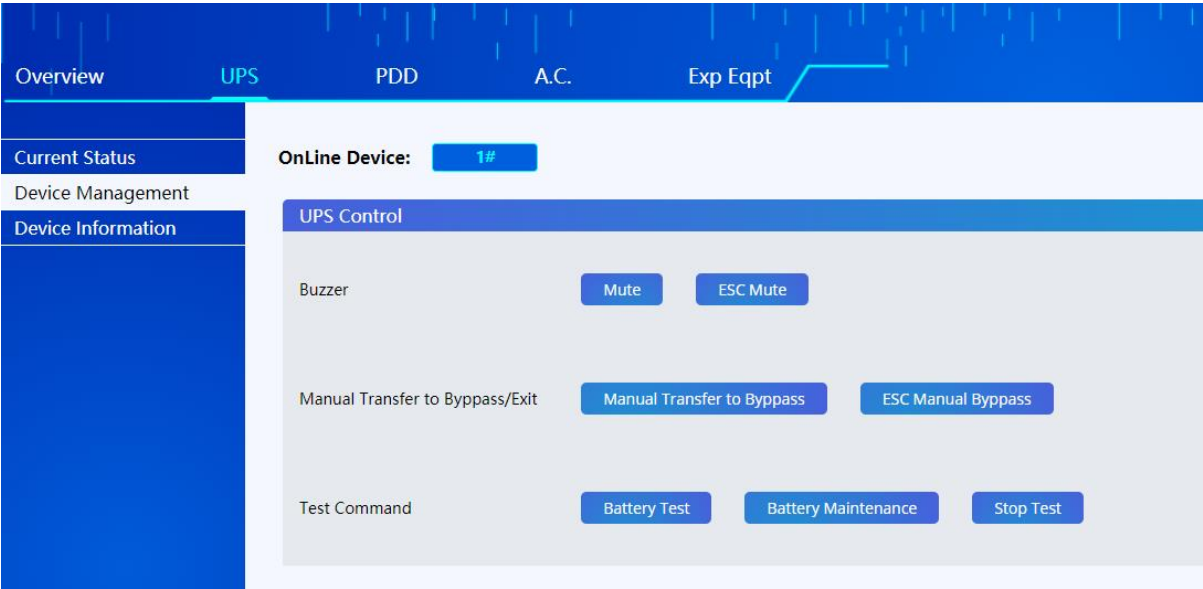 Overview UPS PDD A.C. Exp Eqpt
Current Status
Device Management
Device Information
OnLine Device: 1#
UPS Control
Buzzer Mute ESC Mute
Manual Transfer to Byppass/Exit Manual Transfer to Byppass ESC Manual Byppass
Test Command Battery Test Battery Maintenance Stop Test